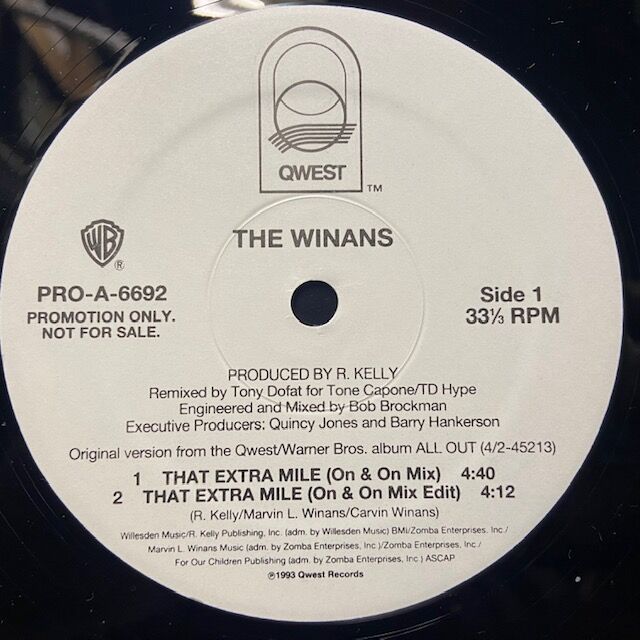 QWEST
TM
THE WINANS
WB
®
PRO-A-6692
PROMOTION ONLY.
NOT FOR SALE.
Side 1
33⅓ RPM
PRODUCED BY R. KELLY
Remixed by Tony Dofat for Tone Capone/TD Hype
Engineered and Mixed by Bob Brockman
Executive Producers: Quincy Jones and Barry Hankerson
Original version from the Qwest/Warner Bros. album ALL OUT (4/2-45213)
1 THAT EXTRA MILE (On & On Mix) 4:40
2 THAT EXTRA MILE (On & On Mix Edit) 4:12
(R. Kelly/Marvin L. Winans/Carvin Winans)
Willesden Music/R. Kelly Publishing, Inc. (adm. by Willesden Music) BMI/Zomba Enterprises, Inc./
Marvin L. Winans Music (adm. by Zomba Enterprises, Inc.)/Zomba Enterprises, Inc./
For Our Children Publishing (adm. by Zomba Enterprises, Inc.) ASCAP
℗1993 Qwest Records